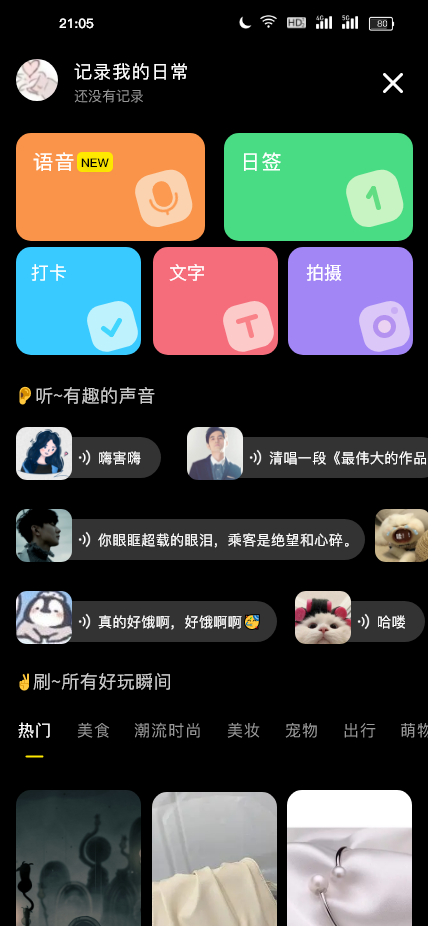 21:05
HD 2
4G
5G
80
记录我的日常
还没有记录
语音 NEW
日签
1
打卡
文字
拍摄
T
听~有趣的声音
嗨害嗨
清唱一段《最伟大的作品
你眼眶超载的眼泪，乘客是绝望和心碎。
真的好饿啊，好饿啊啊
哈喽
刷~所有好玩瞬间
热门 美食 潮流时尚 美妆 宠物 出行 萌物